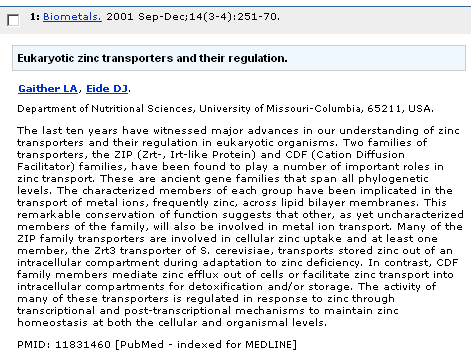 1: Biometals. 2001 Sep-Dec;14(3-4):251-70.
Eukaryotic zinc transporters and their regulation.
Gaither LA, Eide DJ.
Department of Nutritional Sciences, University of Missouri-Columbia, 65211, USA.
The last ten years have witnessed major advances in our understanding of zinc
transporters and their regulation in eukaryotic organisms. Two families of
transporters, the ZIP (Zrt-, Irt-like Protein) and CDF (Cation Diffusion
Facilitator) families, have been found to play a number of important roles in
zinc transport. These are ancient gene families that span all phylogenetic
levels. The characterized members of each group have been implicated in the
transport of metal ions, frequently zinc, across lipid bilayer membranes. This
remarkable conservation of function suggests that other, as yet uncharacterized
members of the family, will also be involved in metal ion transport. Many of the
ZIP family transporters are involved in cellular zinc uptake and at least one
member, the Zrt3 transporter of S. cerevisiae, transports stored zinc out of an
intracellular compartment during adaptation to zinc deficiency. In contrast, CDF
family members mediate zinc efflux out of cells or facilitate zinc transport into
intracellular compartments for detoxification and/or storage. The activity of
many of these transporters is regulated in response to zinc through
transcriptional and post-transcriptional mechanisms to maintain zinc
homeostasis at both the cellular and organismal levels.
PMID: 11831460 [PubMed - indexed for MEDLINE]